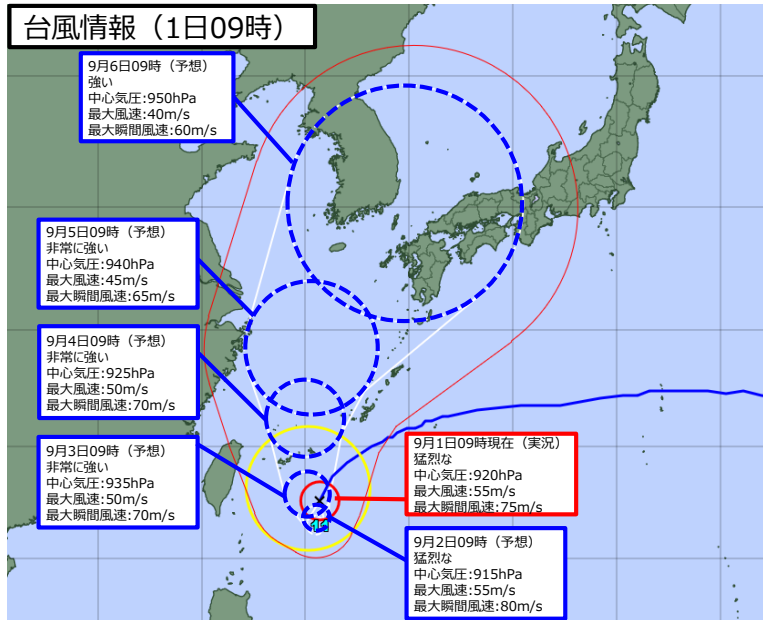 台風情報（1日09時）
9月6日09時（予想）
強い
中心気圧:950hPa
最大風速:40m/s
最大瞬間風速:60m/s
9月5日09時（予想）
非常に強い
中心気圧:940hPa
最大風速:45m/s
最大瞬間風速:65m/s
9月4日09時（予想）
非常に強い
中心気圧:925hPa
最大風速:50m/s
最大瞬間風速:70m/s
9月3日09時（予想）
非常に強い
中心気圧:935hPa
最大風速:50m/s
最大瞬間風速:70m/s
9月1日09時現在（実況）
猛烈な
中心気圧:920hPa
最大風速:55m/s
最大瞬間風速:75m/s
11
9月2日09時（予想）
猛烈な
中心気圧:915hPa
最大風速:55m/s
最大瞬間風速:80m/s